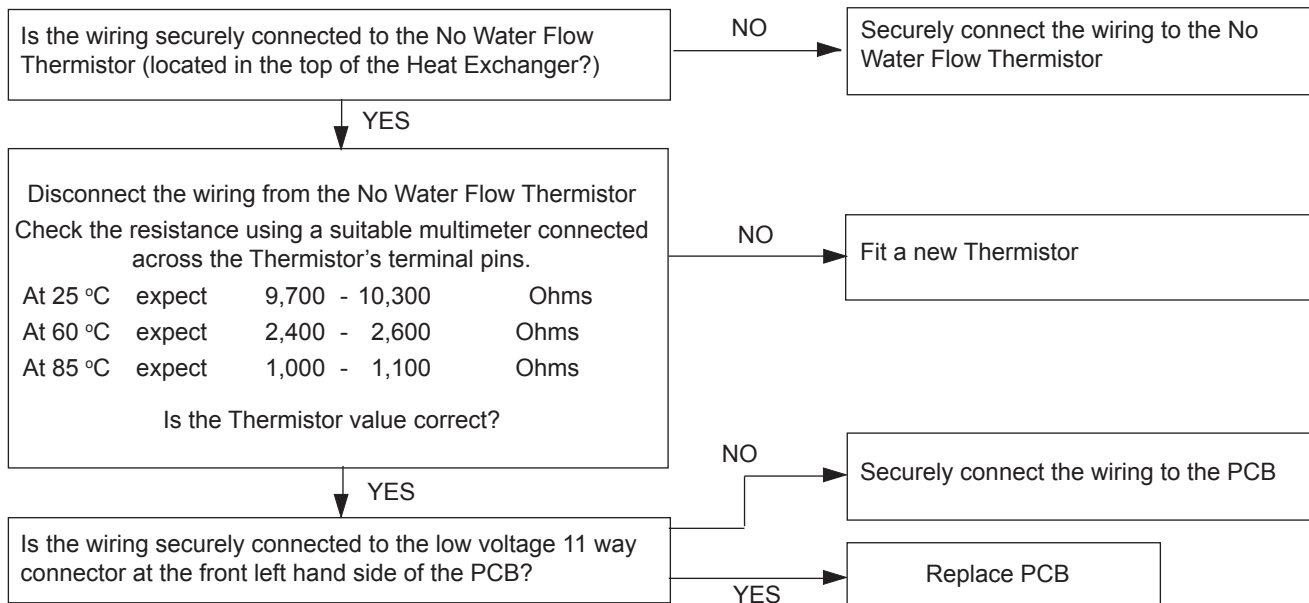 Is the wiring securely connected to the No Water Flow
Thermistor (located in the top of the Heat Exchanger?)
NO
Securely connect the wiring to the No
Water Flow Thermistor
YES
Disconnect the wiring from the No Water Flow Thermistor
Check the resistance using a suitable multimeter connected
across the Thermistor’s terminal pins.
At 25 ºC expect 9,700 - 10,300 Ohms
At 60 ºC expect 2,400 - 2,600 Ohms
At 85 ºC expect 1,000 - 1,100 Ohms
Is the Thermistor value correct?
NO
Fit a new Thermistor
YES
Is the wiring securely connected to the low voltage 11 way
connector at the front left hand side of the PCB?
NO
Securely connect the wiring to the PCB
YES
Replace PCB